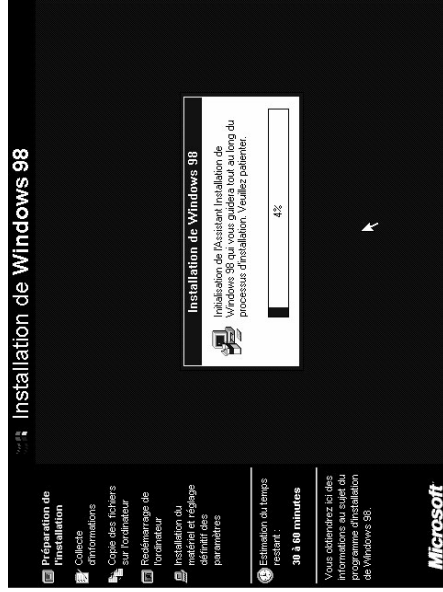 Installation de Windows 98
Préparation de
l'installation
Collecte
d'informations
Copie des fichiers
sur l'ordinateur
Redémarrage de
l'ordinateur
Installation du
matériel et réglage
définitif des
paramètres
Estimation du temps
restant :
30 à 60 minutes
Vous obtiendrez ici des
informations au sujet du
programme d'installation
de Windows 98.
Microsoft
Installation de Windows 98
Initialisation de l'Assistant Installation de
Windows 98 qui vous guidera tout au long du
processus d'installation. Veuillez patienter.
4%